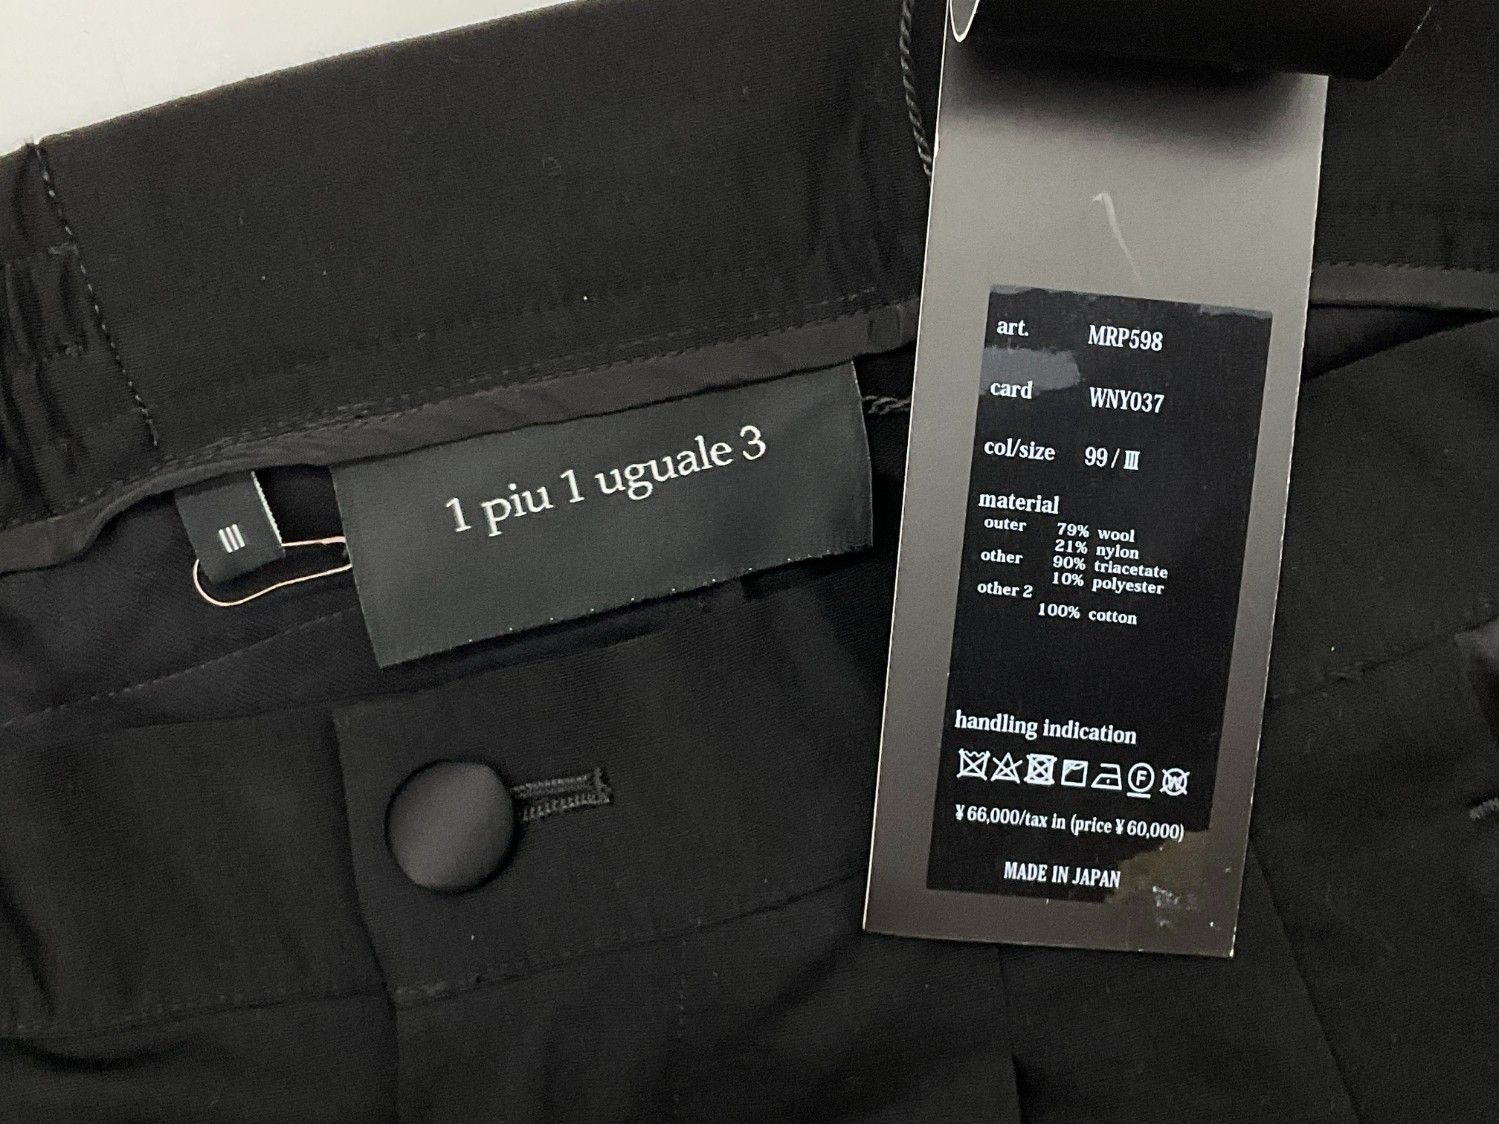 1 piu 1 uguale 3
III
art. MRP598
card WNY037
col/size 99 / III
material
outer 79% wool
21% nylon
other 90% triacetate
10% polyester
other 2
100% cotton
handling indication
F W
¥ 66,000/tax in (price ¥ 60,000)
MADE IN JAPAN